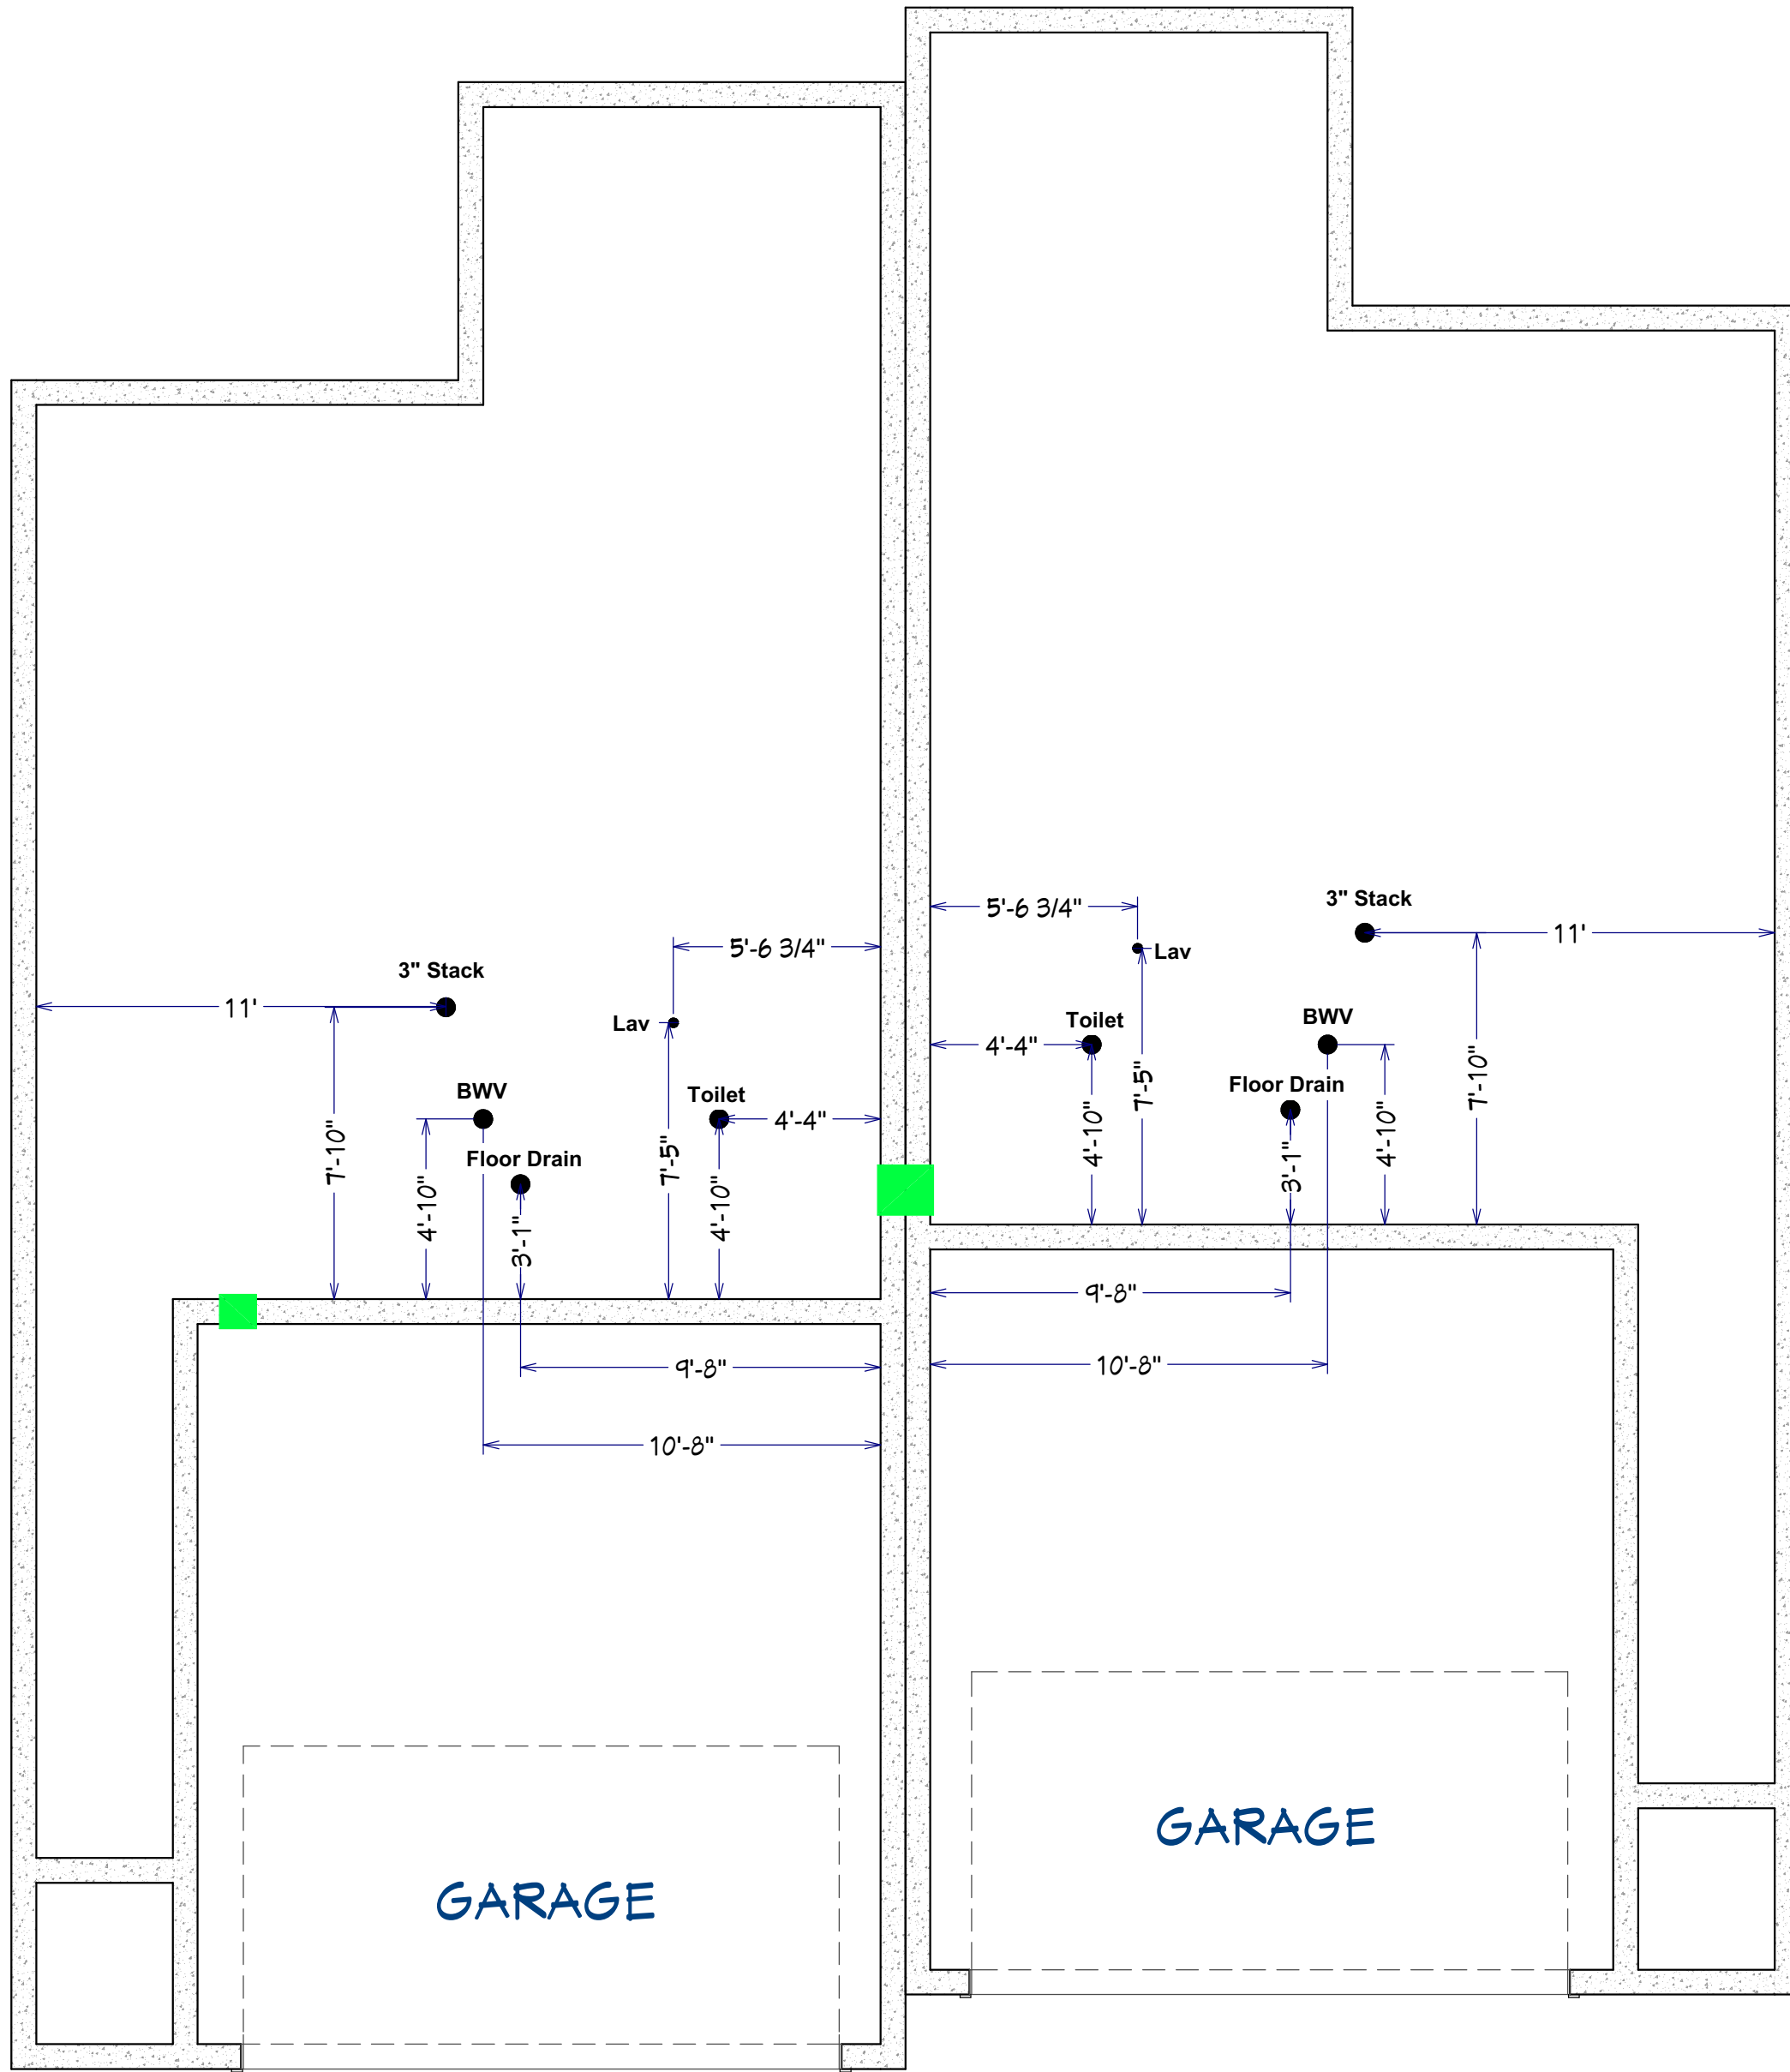 3" Stack
5'-6 3/4"
11'
Lav
Toilet
BWV
4'-4"
Floor Drain
7'-5"
7'-10"
4'-10"
3'-1"
4'-10"
9'-8"
10'-8"
5'-6 3/4"
3" Stack
11'
Lav
BWV
Toilet
4'-4"
7'-10"
Floor Drain
7'-5"
4'-10"
3'-1"
4'-10"
9'-8"
10'-8"
GARAGE
GARAGE